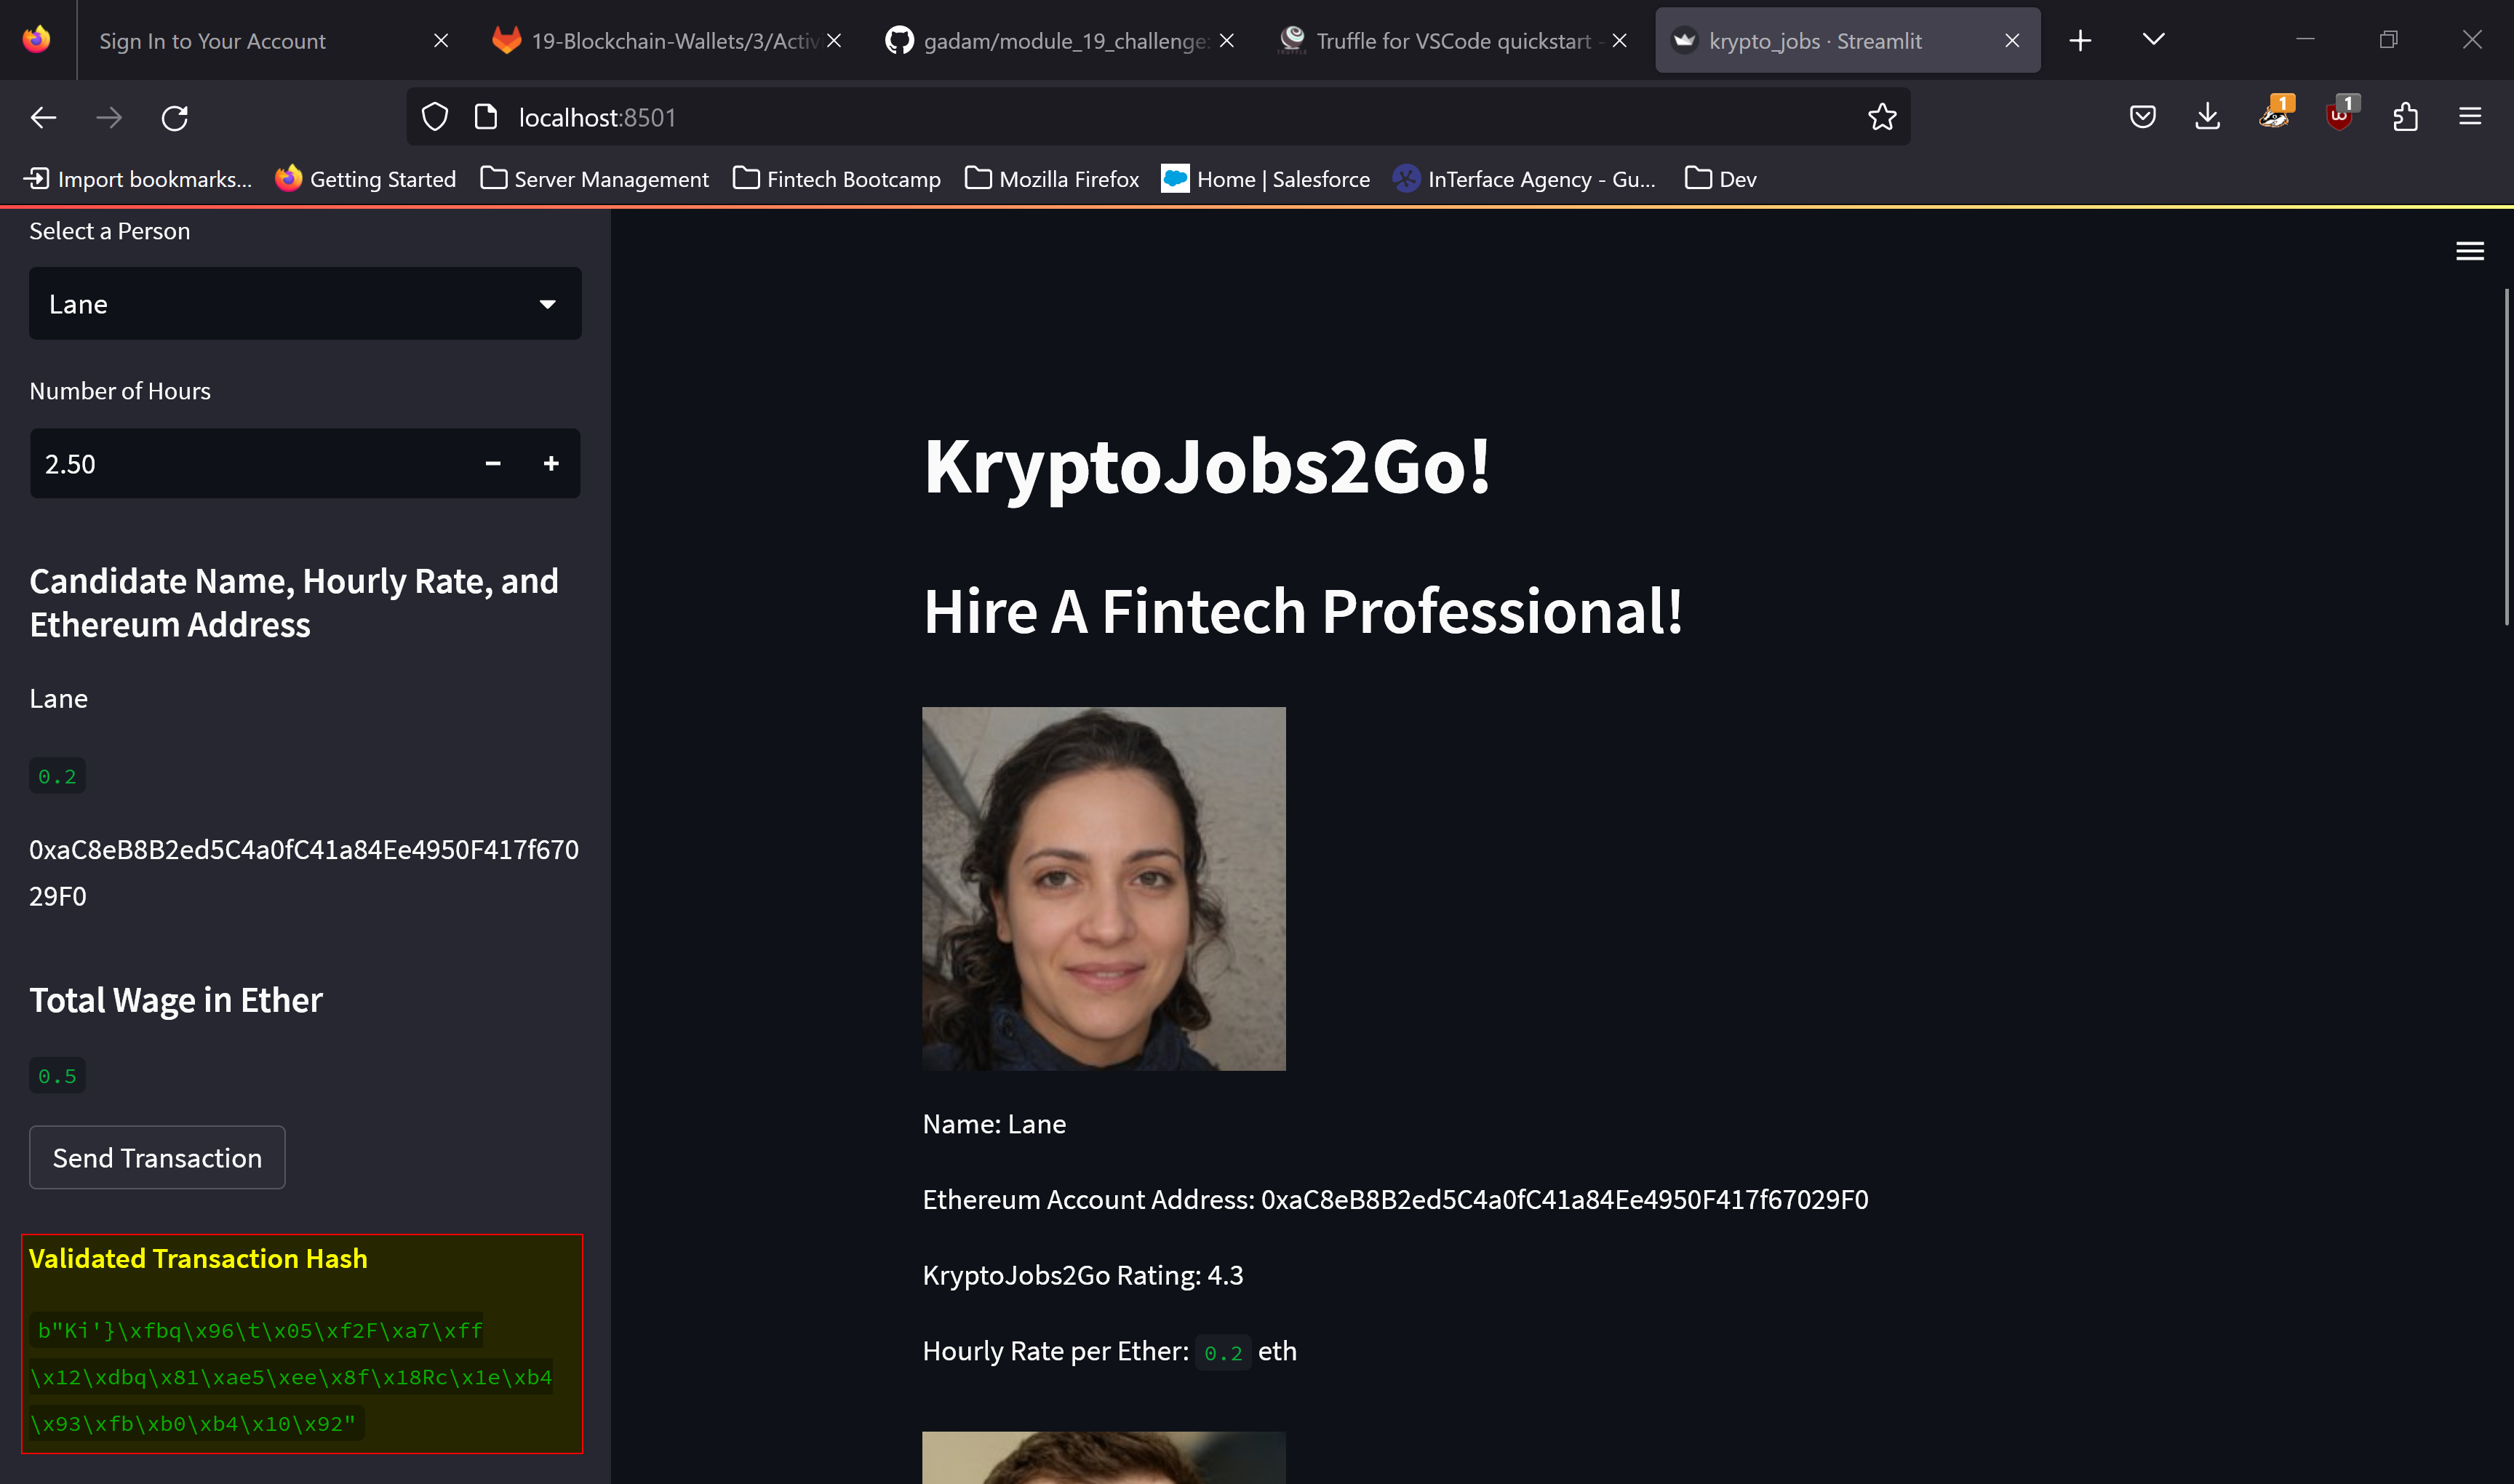 Sign In to Your Account
19-Blockchain-Wallets/3/Activ
gadam/module_19_challenge:
Truffle for VSCode quickstart -
krypto_jobs · Streamlit
localhost:8501
1
1
Import bookmarks...
Getting Started
Server Management
Fintech Bootcamp
Mozilla Firefox
Home | Salesforce
InTerface Agency - Gu...
Dev
Select a Person
Lane
Number of Hours
2.50
Candidate Name, Hourly Rate, and
Ethereum Address
Lane
0.2
0xaC8eB8B2ed5C4a0fC41a84Ee4950F417f670
29F0
Total Wage in Ether
0.5
Send Transaction
Validated Transaction Hash
b"Ki'}\xfbq\x96\t\x05\xf2F\xa7\xff
\x12\xdbq\x81\xae5\xee\x8f\x18Rc\x1e\xb4
\x93\xfb\xb0\xb4\x10\x92"
KryptoJobs2Go!
Hire A Fintech Professional!
Name: Lane
Ethereum Account Address: 0xaC8eB8B2ed5C4a0fC41a84Ee4950F417f67029F0
KryptoJobs2Go Rating: 4.3
Hourly Rate per Ether: 0.2 eth